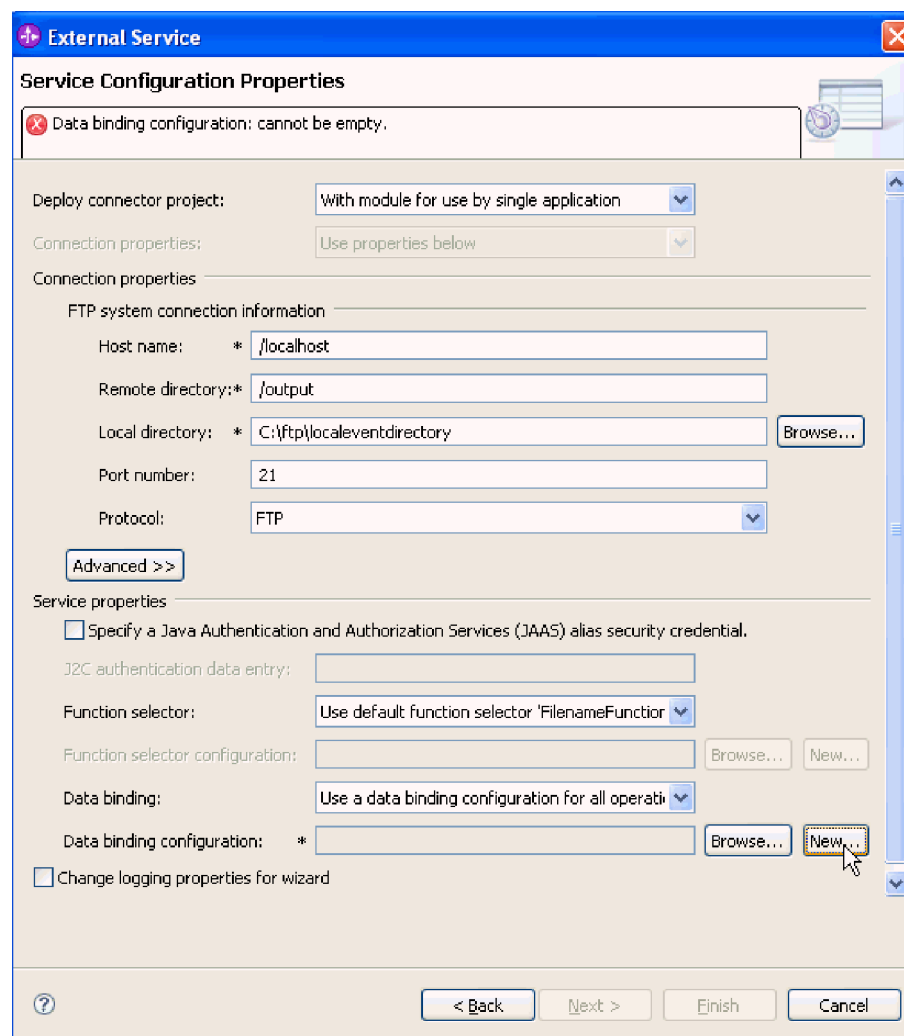 External Service
Service Configuration Properties
Data binding configuration: cannot be empty.
Deploy connector project: With module for use by single application
Connection properties: Use properties below
Connection properties
FTP system connection information
Host name: * /localhost
Remote directory:* /output
Local directory: * C:\ftp\localeventdirectory Browse...
Port number: 21
Protocol: FTP
Advanced >>
Service properties
Specify a Java Authentication and Authorization Services (JAAS) alias security credential.
J2C authentication data entry:
Function selector: Use default function selector 'FilenameFunction
Function selector configuration: Browse... New...
Data binding: Use a data binding configuration for all operati
Data binding configuration: * Browse... New...
Change logging properties for wizard
< Back Next > Finish Cancel